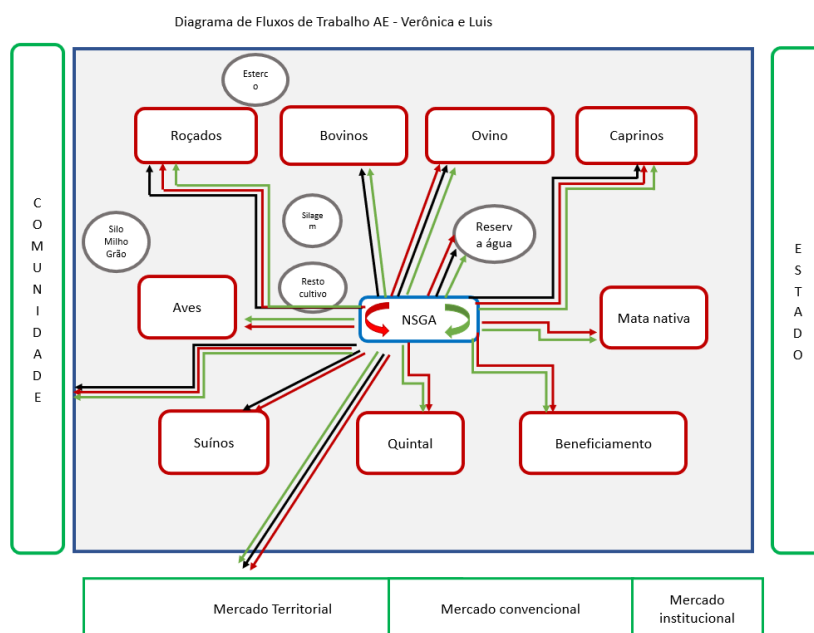 Diagrama de Fluxos de Trabalho AE - Verônica e Luis
Esterc
o
Roçados
Bovinos
Ovino
Caprinos
C
O
M
U
N
I
D
A
D
E
Silo
Milho
Grão
Silage
m
Reserv
a água
E
S
T
A
D
O
Resto
cultivo
Aves
NSGA
Mata nativa
Suínos
Quintal
Beneficiamento
Mercado Territorial
Mercado convencional
Mercado
institucional